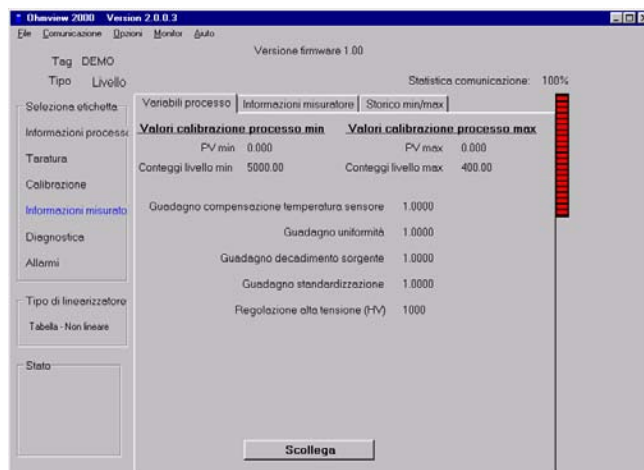 Ohmview 2000 Version 2.0.0.3
File Comunicazione Opzioni Monitor Auto
Versione firmware 1.00
Tag DEMO
Tipo Livello
Statistica comunicazione: 100%
Seleziona etichetta
Informazioni processo
Taratura
Calibrazione
Informazioni misurato
Diagnostica
Allarmi
Tipo di linearizzatore
Tabella - Non lineare
Stato
Variabili processo Informazioni misuratore Storico min/max
Valori calibrazione processo min Valori calibrazione processo max
PV min 0.000 PV max 0.000
Conteggi livello min 5000.00 Conteggi livello max 400.00
Guadagno compensazione temperatura sensore 1.0000
Guadagno uniformità 1.0000
Guadagno decadimento sorgente 1.0000
Guadagno standardizzazione 1.0000
Regolazione alta tensione (HV) 1000
Scollega